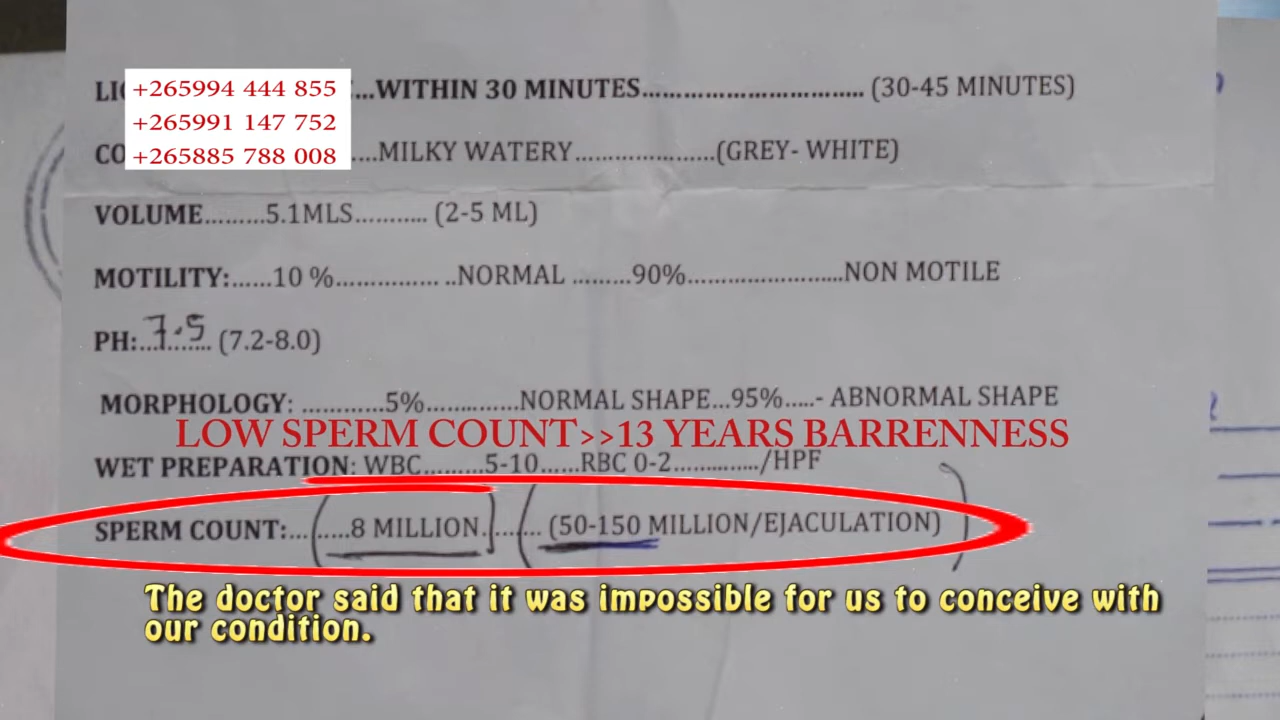 +265994 444 855
+265991 147 752
+265885 788 008
...WITHIN 30 MINUTES.................................. (30-45 MINUTES)
....MILKY WATERY.....................(GREY- WHITE)
VOLUME.........5.1MLS........... (2-5 ML)
MOTILITY:.....10 %................ ..NORMAL .........90%........................NON MOTILE
PH:...7.5...... (7.2-8.0)
MORPHOLOGY: ............5%..............NORMAL SHAPE...95%.....- ABNORMAL SHAPE
LOW SPERM COUNT>>13 YEARS BARRENNESS
WET PREPARATION: WBC.........5-10......RBC 0-2............./HPF
SPERM COUNT:...(.....8 MILLION.)........ (50-150 MILLION/EJACULATION)
The doctor said that it was impossible for us to conceive with
our condition.